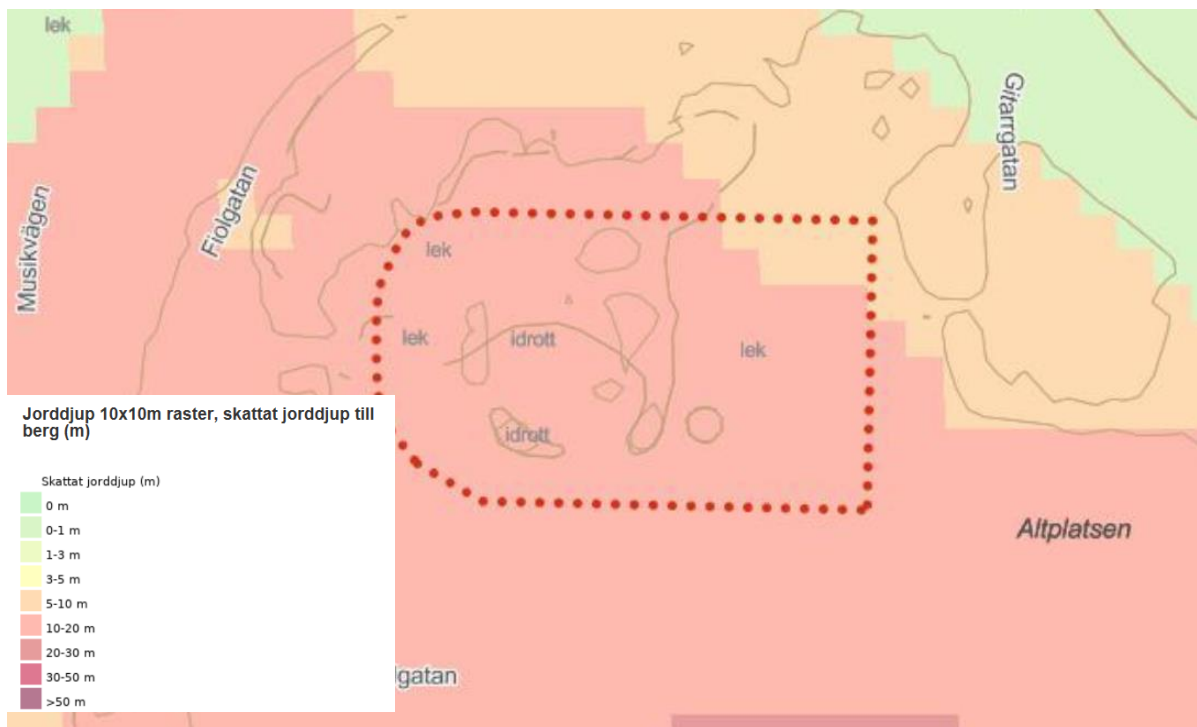 lek
Gitarrgatan
Fiolgatan
Musikvägen
lek
lek
idrott
lek
idrott
Altplatsen
lgatan
Jorddjup 10x10m raster, skattat jorddjup till
berg (m)
Skattat jorddjup (m)
0 m
0-1 m
1-3 m
3-5 m
5-10 m
10-20 m
20-30 m
30-50 m
>50 m